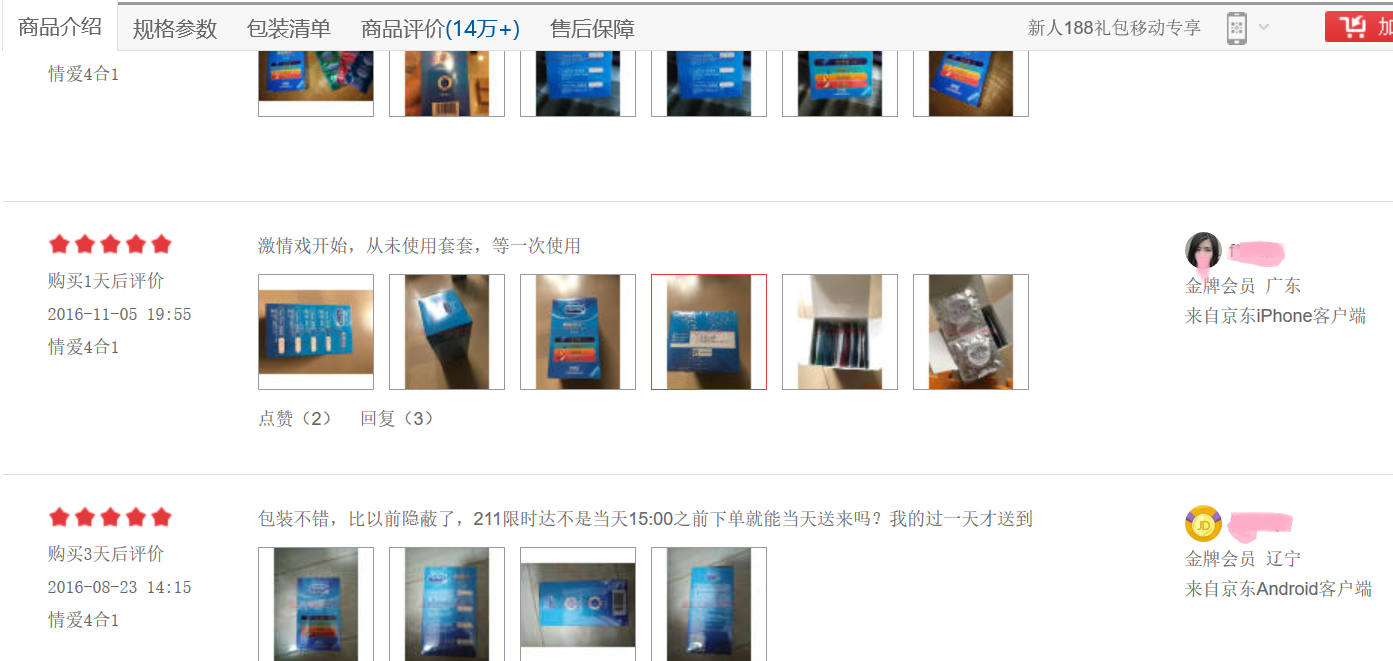 商品介绍 规格参数 包装清单 商品评价(14万+) 售后保障 新人188礼包移动专享
情爱4合1
激情戏开始，从未使用套套，等一次使用
购买1天后评价
2016-11-05 19:55
情爱4合1
金牌会员 广东
来自京东iPhone客户端
点赞（2） 回复（3）
包装不错，比以前隐蔽了，211限时达不是当天15:00之前下单就能当天送来吗？我的过一天才送到
购买3天后评价
2016-08-23 14:15
情爱4合1
JD
金牌会员 辽宁
来自京东Android客户端